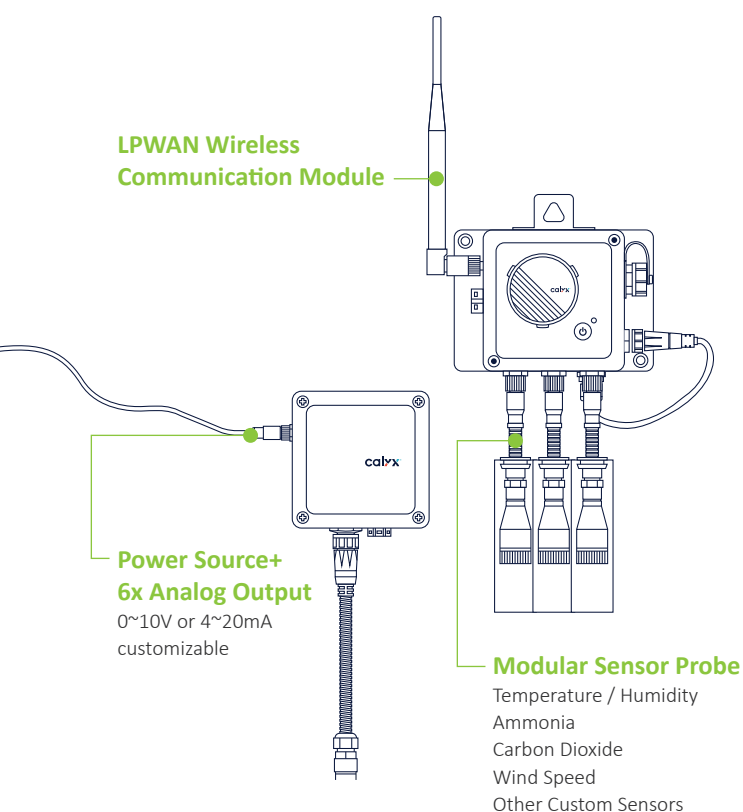 LPWAN Wireless
Communication Module
calyx
calyx
Power Source+
6x Analog Output
0~10V or 4~20mA
customizable
Modular Sensor Probe
Temperature / Humidity
Ammonia
Carbon Dioxide
Wind Speed
Other Custom Sensors